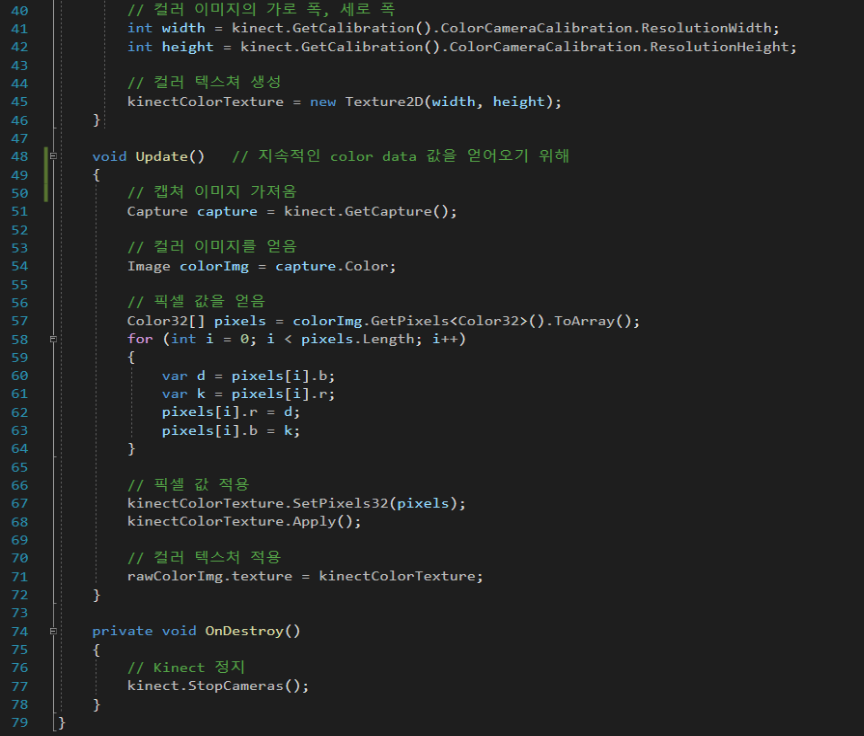 40 // 컬러 이미지의 가로 폭, 세로 폭
41 int width = kinect.GetCalibration().ColorCameraCalibration.ResolutionWidth;
42 int height = kinect.GetCalibration().ColorCameraCalibration.ResolutionHeight;
43
44 // 컬러 텍스쳐 생성
45 kinectColorTexture = new Texture2D(width, height);
46 }
47
48 void Update() // 지속적인 color data 값을 얻어오기 위해
49 {
50 // 캡쳐 이미지 가져옴
51 Capture capture = kinect.GetCapture();
52
53 // 컬러 이미지를 얻음
54 Image colorImg = capture.Color;
55
56 // 픽셀 값을 얻음
57 Color32[] pixels = colorImg.GetPixels<Color32>().ToArray();
58 for (int i = 0; i < pixels.Length; i++)
59 {
60 var d = pixels[i].b;
61 var k = pixels[i].r;
62 pixels[i].r = d;
63 pixels[i].b = k;
64 }
65
66 // 픽셀 값 적용
67 kinectColorTexture.SetPixels32(pixels);
68 kinectColorTexture.Apply();
69
70 // 컬러 텍스처 적용
71 rawColorImg.texture = kinectColorTexture;
72 }
73
74 private void OnDestroy()
75 {
76 // Kinect 정지
77 kinect.StopCameras();
78 }
79 }